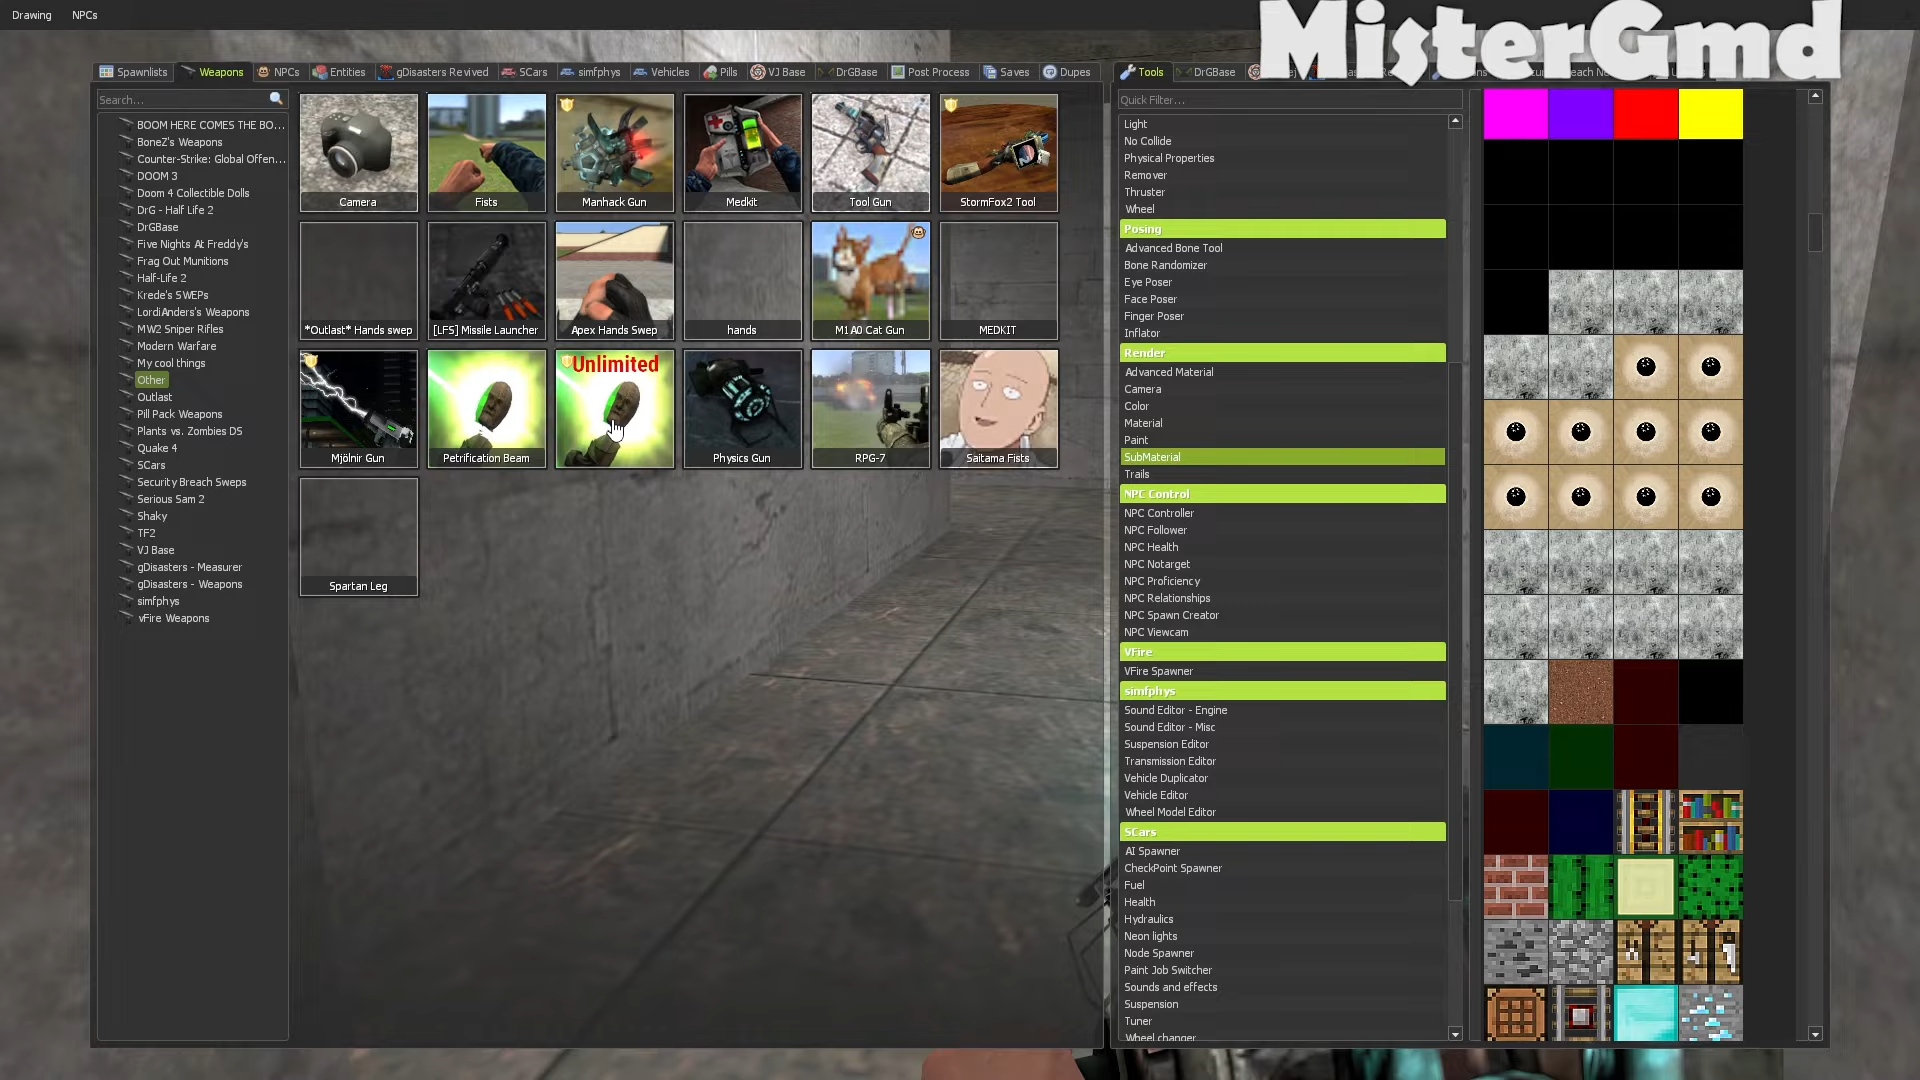 Drawing NPCs
MisterGmd
Spawnlists Weapons NPCs Entities gDisasters Revived SCars simfphys Vehicles Pills VJ Base DrGBase Post Process Saves Dupes
Tools DrGBase
Search...
BOOM HERE COMES THE BO...
BoneZ's Weapons
Counter-Strike: Global Offen...
DOOM 3
Doom 4 Collectible Dolls
DrG - Half Life 2
DrGBase
Five Nights At Freddy's
Frag Out Munitions
Half-Life 2
Krede's SWEPs
LordiAnders's Weapons
MW2 Sniper Rifles
Modern Warfare
My cool things
Other
Outlast
Pill Pack Weapons
Plants vs. Zombies DS
Quake 4
SCars
Security Breach Sweps
Serious Sam 2
Shaky
TF2
VJ Base
gDisasters - Measurer
gDisasters - Weapons
simfphys
vFire Weapons
Camera
Fists
Manhack Gun
Medkit
Tool Gun
StormFox2 Tool
*Outlast* Hands swep
[LFS] Missile Launcher
Apex Hands Swep
hands
M1A0 Cat Gun
MEDKIT
Mjölnir Gun
Petrification Beam
Unlimited
Physics Gun
RPG-7
Saitama Fists
Spartan Leg
Quick Filter...
Light
No Collide
Physical Properties
Remover
Thruster
Wheel
Posing
Advanced Bone Tool
Bone Randomizer
Eye Poser
Face Poser
Finger Poser
Inflator
Render
Advanced Material
Camera
Color
Material
Paint
SubMaterial
Trails
NPC Control
NPC Controller
NPC Follower
NPC Health
NPC Notarget
NPC Proficiency
NPC Relationships
NPC Spawn Creator
NPC Viewcam
VFire
VFire Spawner
simfphys
Sound Editor - Engine
Sound Editor - Misc
Suspension Editor
Transmission Editor
Vehicle Duplicator
Vehicle Editor
Wheel Model Editor
SCars
AI Spawner
CheckPoint Spawner
Fuel
Health
Hydraulics
Neon lights
Node Spawner
Paint Job Switcher
Sounds and effects
Suspension
Tuner
Wheel changer